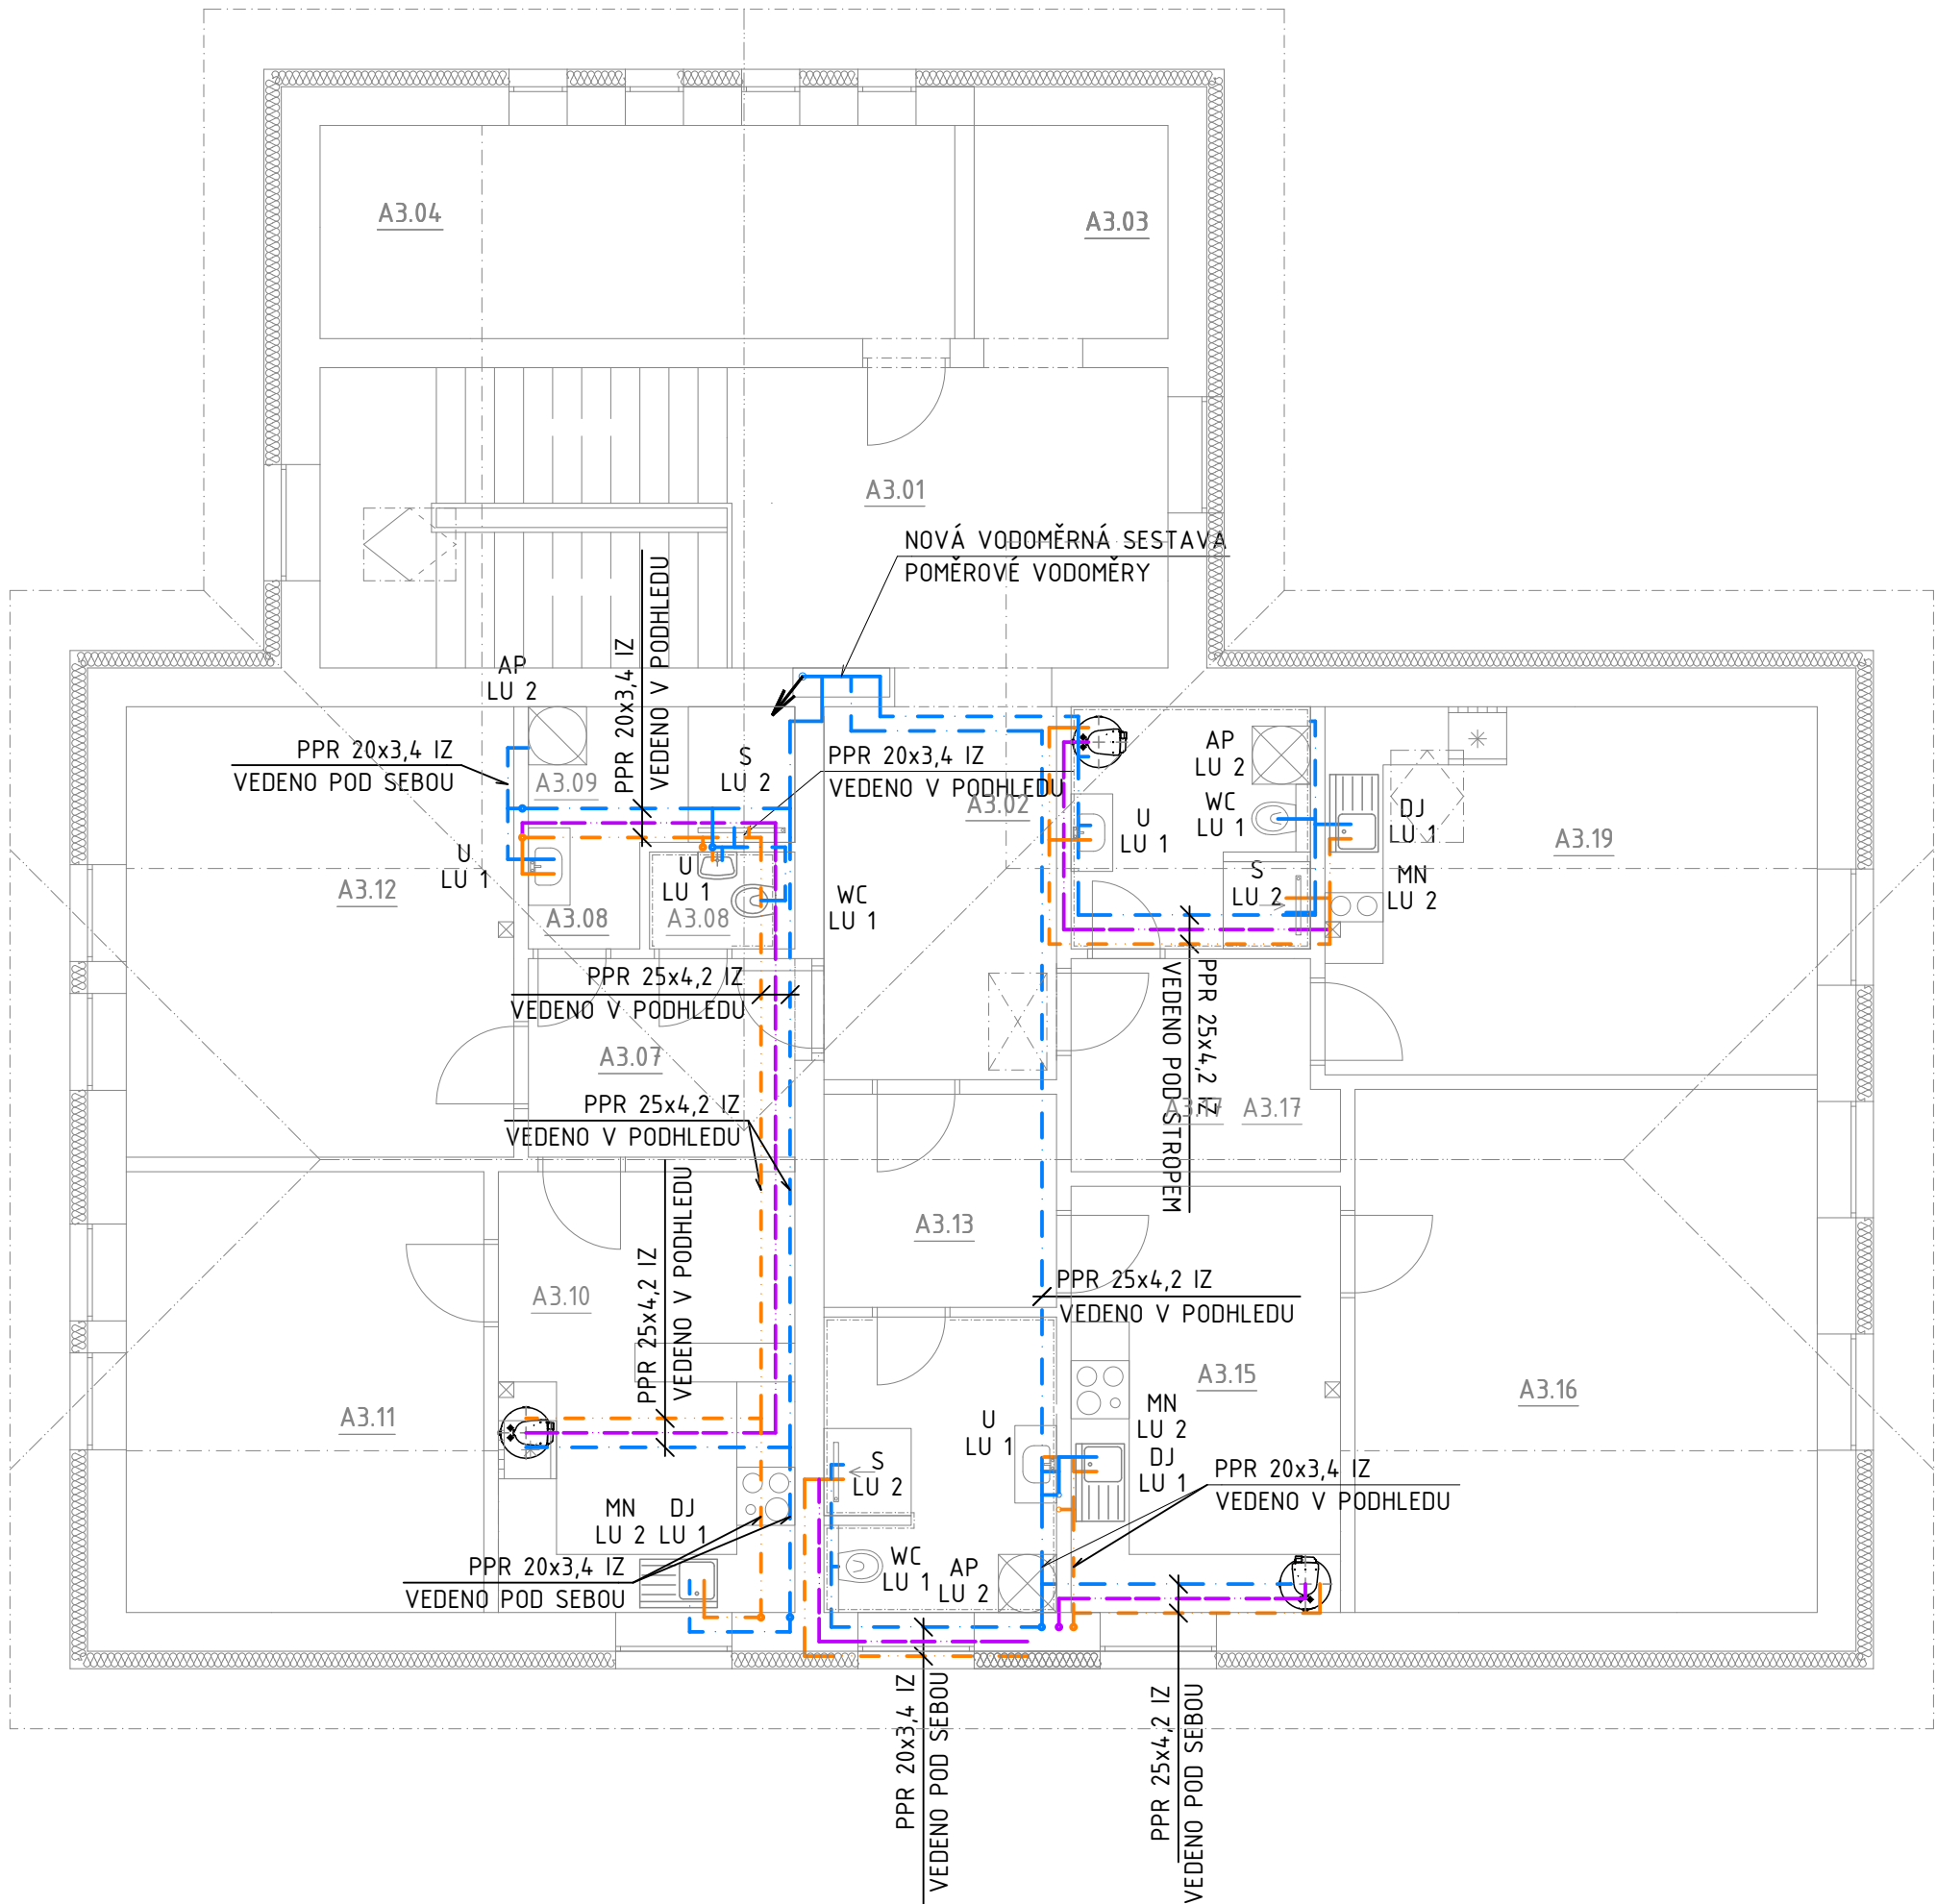 A3.04
A3.03
A3.01
NOVÁ VODOMĚRNÁ SESTAVA
POMĚROVÉ VODOMĚRY
PPR 20x3,4 IZ
VEDENO V PODHLEDU
AP
LU 2
PPR 20x3,4 IZ
VEDENO POD SEBOU
A3.09
S
LU 2
PPR 20x3,4 IZ
VEDENO V PODHLEDU
A3.02
AP
LU 2
WC
LU 1
U
LU 1
DJ
LU 1
A3.19
MN
LU 2
S
LU 2
U
LU 1
A3.12
U
LU 1
A3.08
A3.08
WC
LU 1
PPR 25x4,2 IZ
VEDENO V PODHLEDU
PPR 25x4,2 IZ
VEDENO POD STROPEM
A3.07
PPR 25x4,2 IZ
VEDENO V PODHLEDU
A3.17
A3.17
A3.13
PPR 25x4,2 IZ
VEDENO V PODHLEDU
A3.10
PPR 25x4,2 IZ
VEDENO V PODHLEDU
A3.15
A3.16
A3.11
MN
LU 2
DJ
LU 1
U
LU 1
S
LU 2
PPR 20x3,4 IZ
VEDENO V PODHLEDU
MN
LU 2
DJ
LU 1
PPR 20x3,4 IZ
VEDENO POD SEBOU
WC
LU 1
AP
LU 2
PPR 20x3,4 IZ
VEDENO POD SEBOU
PPR 25x4,2 IZ
VEDENO POD SEBOU